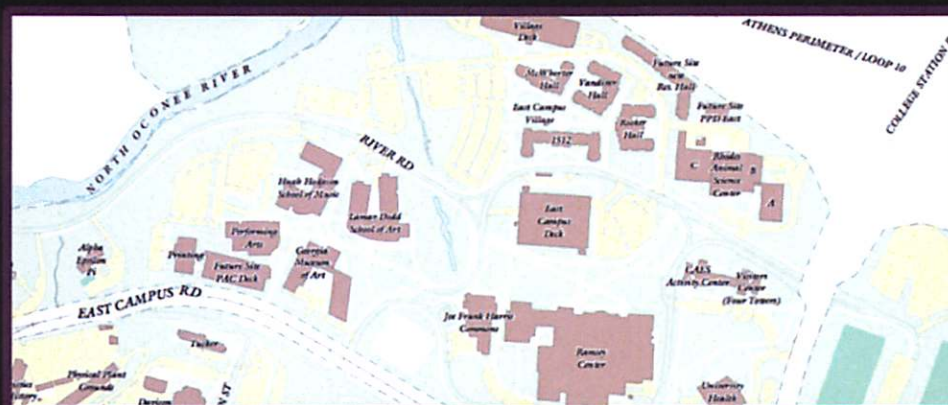 Village
Deck
ATHENS PERIMETER / LOOP 10
COLLEGE STATION
McWhorter
Hall
Vandiver
Hall
Future Site
new
Res. Hall
East Campus
Village
Rooker
Hall
Future Site
PPD East
1512
NORTH OCONEE RIVER
RIVER RD
C
Rhodes
Animal
Science
Center
B
A
Hugh Hodgson
School of Music
Lamar Dodd
School of Art
East
Campus
Deck
Performing
Arts
Printing
Future Site
PAC Deck
Georgia
Museum
of Art
Alpha
Epsilon
Pi
CAES
Activity Center
Visitors
Center
(Four Towers)
EAST CAMPUS RD
Joe Frank Harris
Commons
Ramsey
Center
Tucker
Physical Plant
Grounds
University
Health